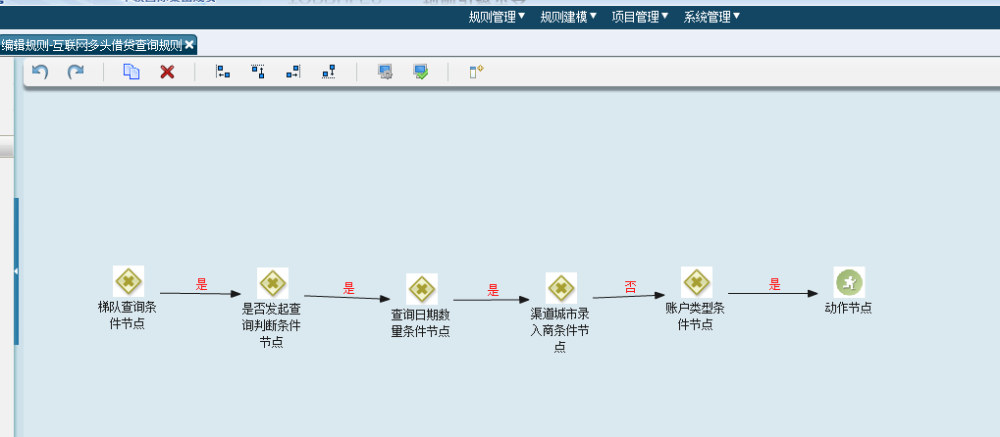 规则管理▼ 规则建模▼ 项目管理▼ 系统管理▼
编辑规则-互联网多头借贷查询规则
是
是
是
否
是
梯队查询条
件节点
是否发起查
询判断条件
节点
查询日期数
量条件节点
渠道城市录
入商条件节
点
账户类型条
件节点
动作节点